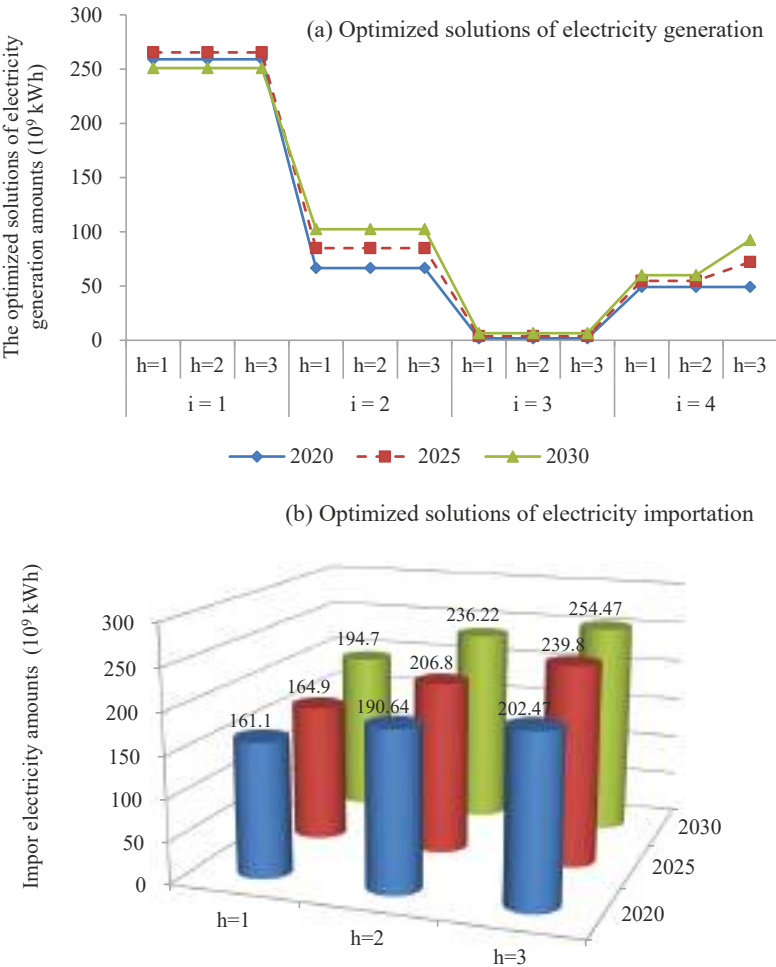 (a) Optimized solutions of electricity generation
The optimized solutions of electricity
generation amounts (10⁹ kWh)
300
250
200
150
100
50
0
h=1 h=2 h=3 h=1 h=2 h=3 h=1 h=2 h=3 h=1 h=2 h=3
i = 1 i = 2 i = 3 i = 4
2020 2025 2030
(b) Optimized solutions of electricity importation
Impor electricity amounts (10⁹ kWh)
300
250
200
150
100
50
0
194.7 236.22 254.47
164.9 206.8 239.8
161.1 190.64 202.47
h=1
h=2
h=3
2030
2025
2020